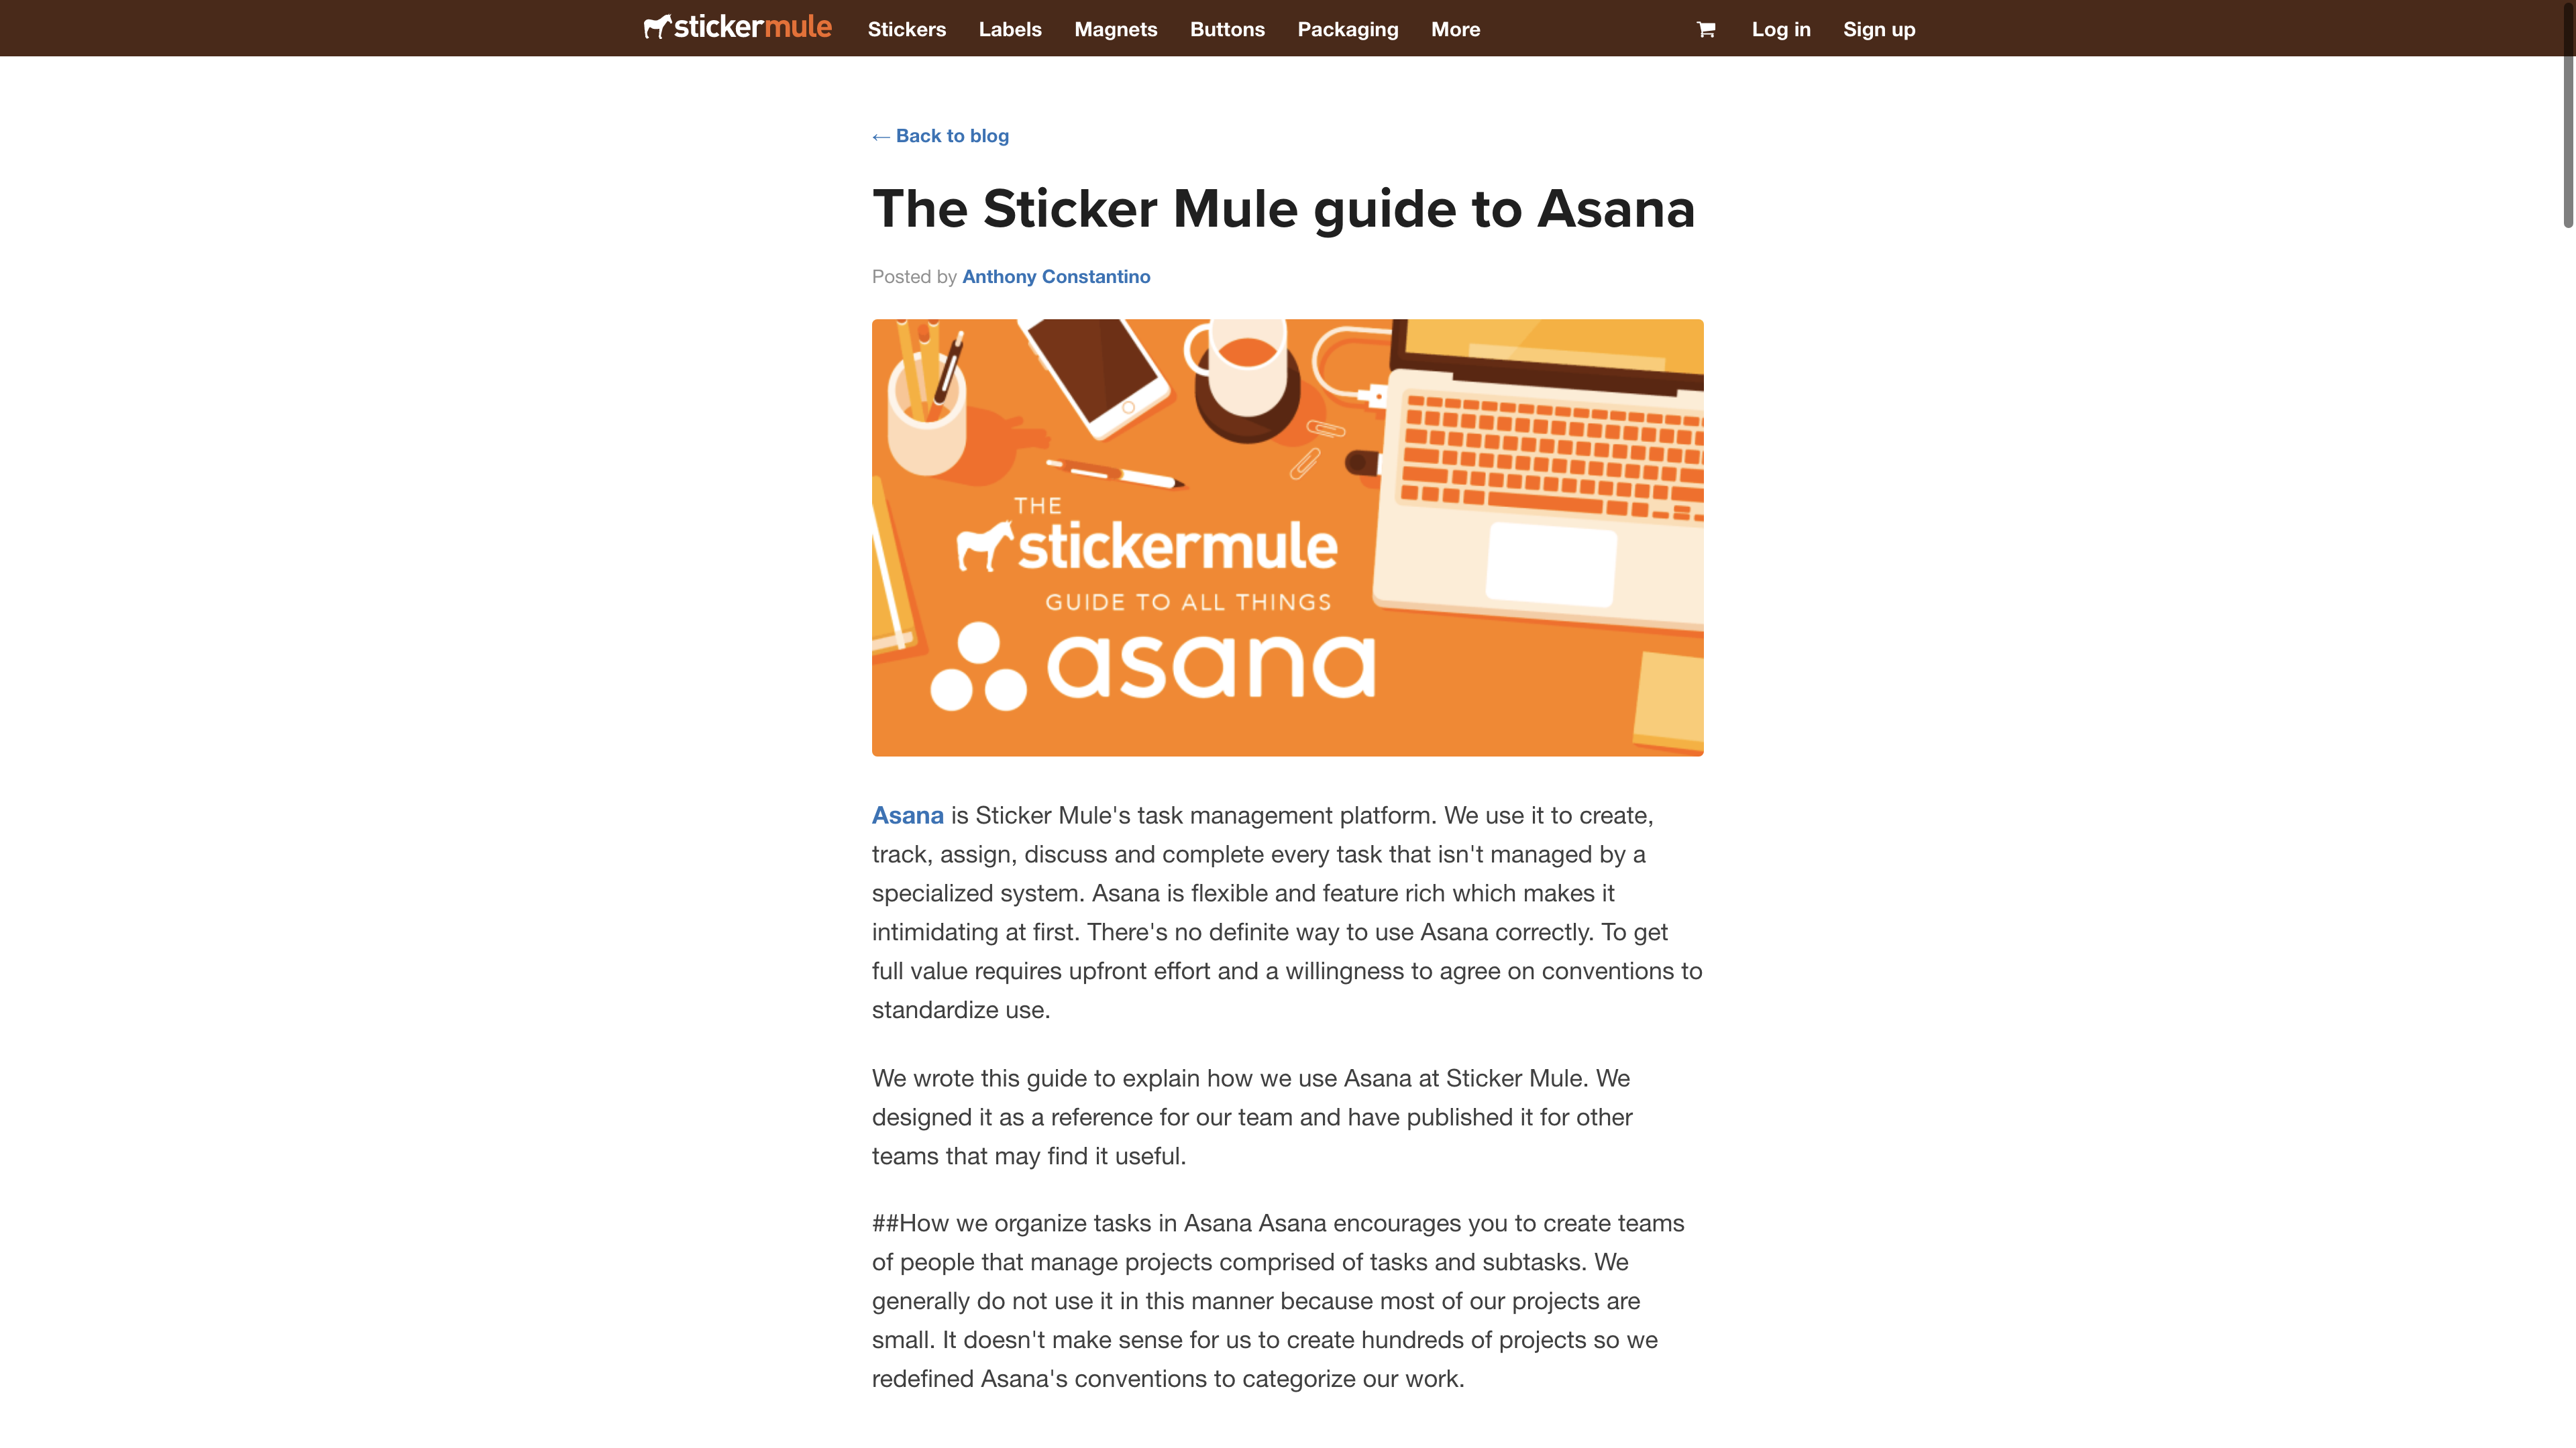 stickermule Stickers Labels Magnets Buttons Packaging More Log in Sign up
← Back to blog
The Sticker Mule guide to Asana
Posted by Anthony Constantino
THE
stickermule
GUIDE TO ALL THINGS
asana
Asana is Sticker Mule's task management platform. We use it to create,
track, assign, discuss and complete every task that isn't managed by a
specialized system. Asana is flexible and feature rich which makes it
intimidating at first. There's no definite way to use Asana correctly. To get
full value requires upfront effort and a willingness to agree on conventions to
standardize use.
We wrote this guide to explain how we use Asana at Sticker Mule. We
designed it as a reference for our team and have published it for other
teams that may find it useful.
##How we organize tasks in Asana Asana encourages you to create teams
of people that manage projects comprised of tasks and subtasks. We
generally do not use it in this manner because most of our projects are
small. It doesn't make sense for us to create hundreds of projects so we
redefined Asana's conventions to categorize our work.